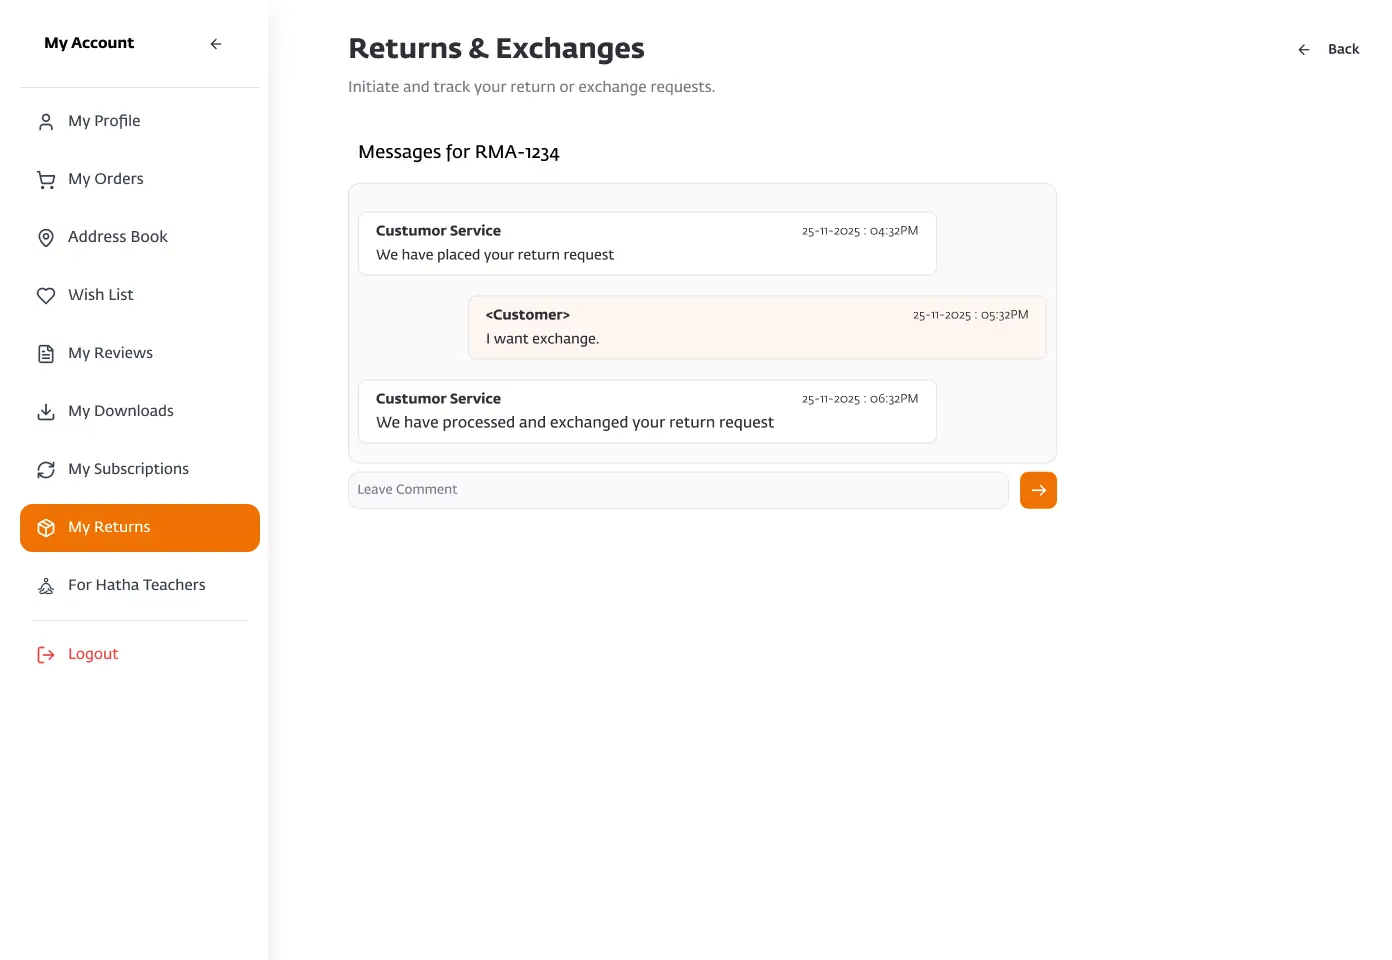 My Account
My Profile
My Orders
Address Book
Wish List
My Reviews
My Downloads
My Subscriptions
My Returns
For Hatha Teachers
Logout
Returns & Exchanges
Back
Initiate and track your return or exchange requests.
Messages for RMA-1234
Custumor Service 25-11-2025 : 04:32PM
We have placed your return request
<Customer> 25-11-2025 : 05:32PM
I want exchange.
Custumor Service 25-11-2025 : 06:32PM
We have processed and exchanged your return request
Leave Comment